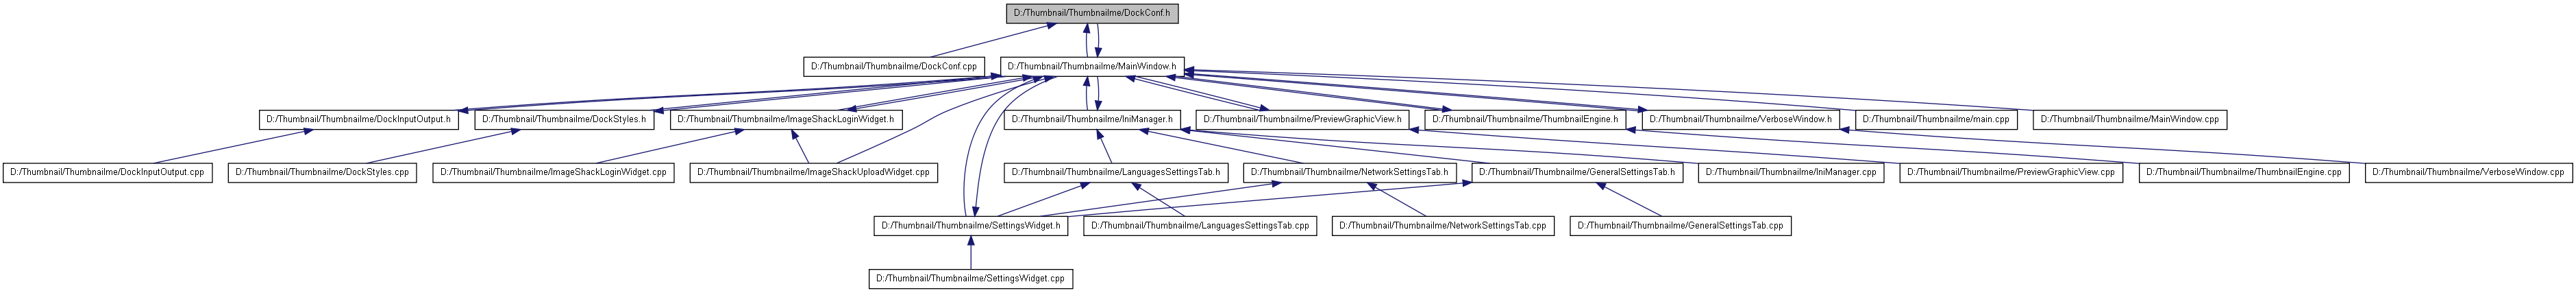 D:/Thumbnail/Thumbnailme/DockConf.h
D:/Thumbnail/Thumbnailme/DockConf.cpp
D:/Thumbnail/Thumbnailme/MainWindow.h
D:/Thumbnail/Thumbnailme/DockInputOutput.h
D:/Thumbnail/Thumbnailme/DockStyles.h
D:/Thumbnail/Thumbnailme/ImageShackLoginWidget.h
D:/Thumbnail/Thumbnailme/IniManager.h
D:/Thumbnail/Thumbnailme/PreviewGraphicView.h
D:/Thumbnail/Thumbnailme/ThumbnailEngine.h
D:/Thumbnail/Thumbnailme/VerboseWindow.h
D:/Thumbnail/Thumbnailme/main.cpp
D:/Thumbnail/Thumbnailme/MainWindow.cpp
D:/Thumbnail/Thumbnailme/DockInputOutput.cpp
D:/Thumbnail/Thumbnailme/DockStyles.cpp
D:/Thumbnail/Thumbnailme/ImageShackLoginWidget.cpp
D:/Thumbnail/Thumbnailme/ImageShackUploadWidget.cpp
D:/Thumbnail/Thumbnailme/LanguagesSettingsTab.h
D:/Thumbnail/Thumbnailme/NetworkSettingsTab.h
D:/Thumbnail/Thumbnailme/GeneralSettingsTab.h
D:/Thumbnail/Thumbnailme/IniManager.cpp
D:/Thumbnail/Thumbnailme/PreviewGraphicView.cpp
D:/Thumbnail/Thumbnailme/ThumbnailEngine.cpp
D:/Thumbnail/Thumbnailme/VerboseWindow.cpp
D:/Thumbnail/Thumbnailme/SettingsWidget.h
D:/Thumbnail/Thumbnailme/LanguagesSettingsTab.cpp
D:/Thumbnail/Thumbnailme/NetworkSettingsTab.cpp
D:/Thumbnail/Thumbnailme/GeneralSettingsTab.cpp
D:/Thumbnail/Thumbnailme/SettingsWidget.cpp